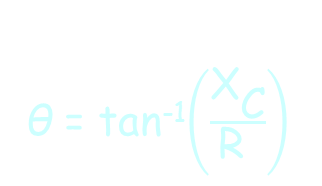 θ = tan⁻¹(X_C / R)